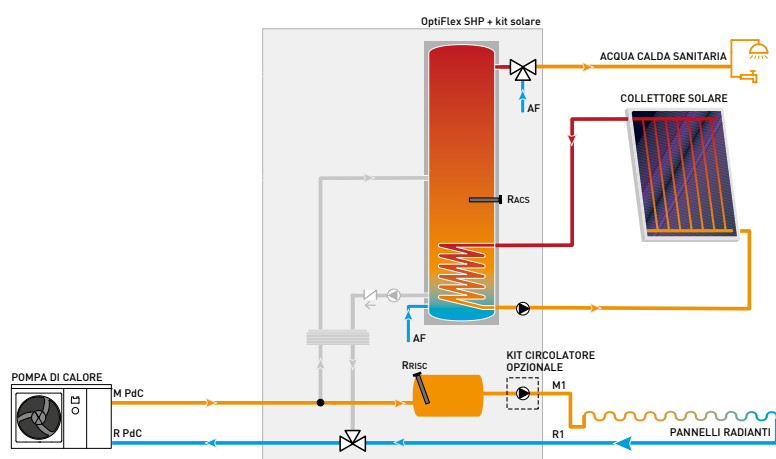 OptiFlex SHP + kit solare
ACQUA CALDA SANITARIA
AF
COLLETTORE SOLARE
RACS
AF
POMPA DI CALORE
RRISC
KIT CIRCOLATORE
OPZIONALE
M PdC
M1
R PdC
R1
PANNELLI RADIANTI